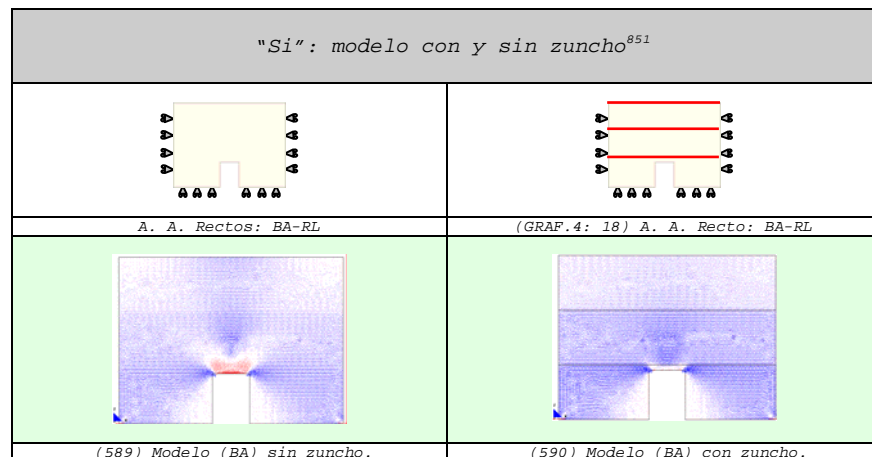 "Si": modelo con y sin zuncho851
A. A. Rectos: BA-RL
(GRAF.4: 18) A. A. Recto: BA-RL
(589) Modelo (BA) sin zuncho.
(590) Modelo (BA) con zuncho.